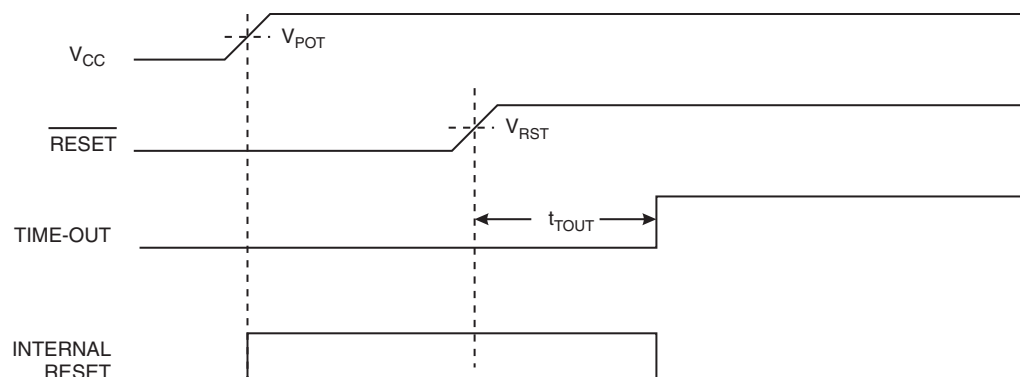 V_CC
V_POT
RESET
V_RST
TIME-OUT
t_TOUT
INTERNAL
RESET